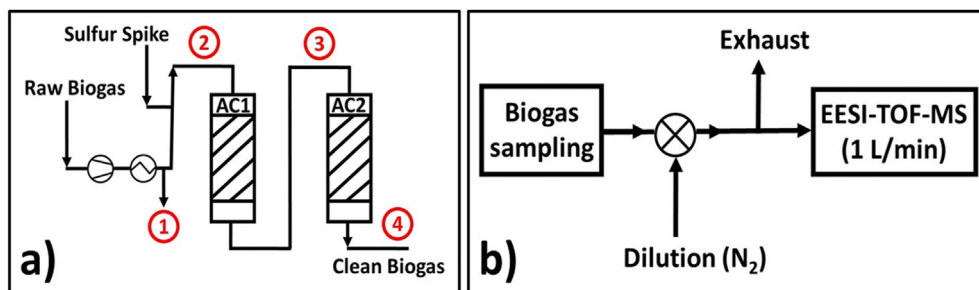 Sulfur Spike
2
3
Raw Biogas
AC1
AC2
1
4
a)
Clean Biogas
Exhaust
Biogas
sampling
EESI-TOF-MS
(1 L/min)
b)
Dilution (N₂)